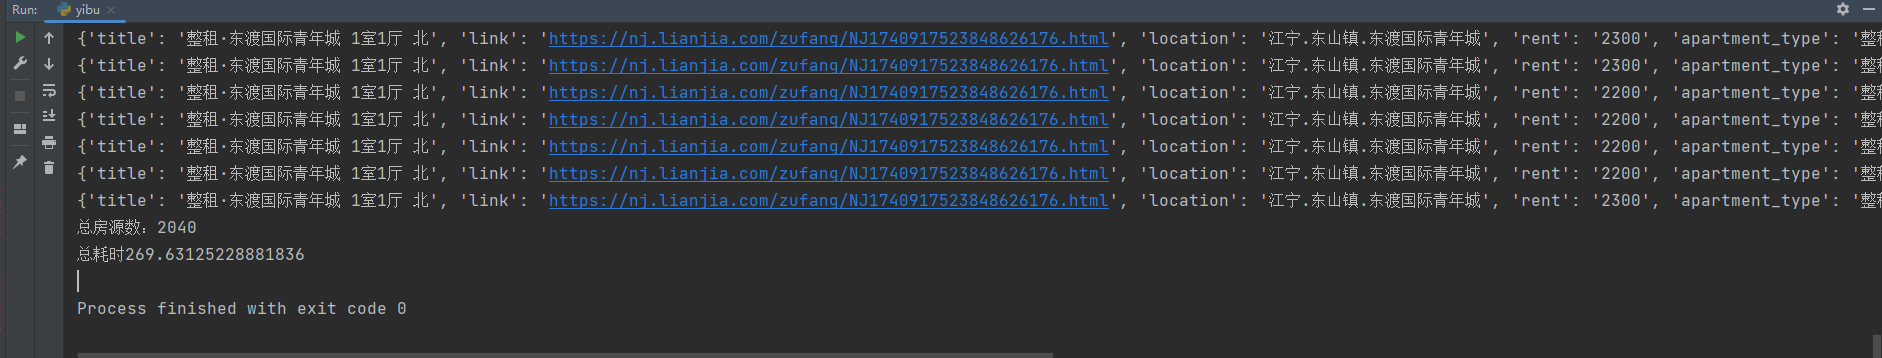 Run: yibu
{'title': '整租·东渡国际青年城 1室1厅 北', 'link': 'https://nj.lianjia.com/zufang/NJ1740917523848626176.html', 'location': '江宁.东山镇.东渡国际青年城', 'rent': '2300', 'apartment_type': '整租
{'title': '整租·东渡国际青年城 1室1厅 北', 'link': 'https://nj.lianjia.com/zufang/NJ1740917523848626176.html', 'location': '江宁.东山镇.东渡国际青年城', 'rent': '2300', 'apartment_type': '整租
{'title': '整租·东渡国际青年城 1室1厅 北', 'link': 'https://nj.lianjia.com/zufang/NJ1740917523848626176.html', 'location': '江宁.东山镇.东渡国际青年城', 'rent': '2200', 'apartment_type': '整租
{'title': '整租·东渡国际青年城 1室1厅 北', 'link': 'https://nj.lianjia.com/zufang/NJ1740917523848626176.html', 'location': '江宁.东山镇.东渡国际青年城', 'rent': '2200', 'apartment_type': '整租
{'title': '整租·东渡国际青年城 1室1厅 北', 'link': 'https://nj.lianjia.com/zufang/NJ1740917523848626176.html', 'location': '江宁.东山镇.东渡国际青年城', 'rent': '2200', 'apartment_type': '整租
{'title': '整租·东渡国际青年城 1室1厅 北', 'link': 'https://nj.lianjia.com/zufang/NJ1740917523848626176.html', 'location': '江宁.东山镇.东渡国际青年城', 'rent': '2200', 'apartment_type': '整租
{'title': '整租·东渡国际青年城 1室1厅 北', 'link': 'https://nj.lianjia.com/zufang/NJ1740917523848626176.html', 'location': '江宁.东山镇.东渡国际青年城', 'rent': '2300', 'apartment_type': '整租
总房源数：2040
总耗时269.63125228881836
Process finished with exit code 0